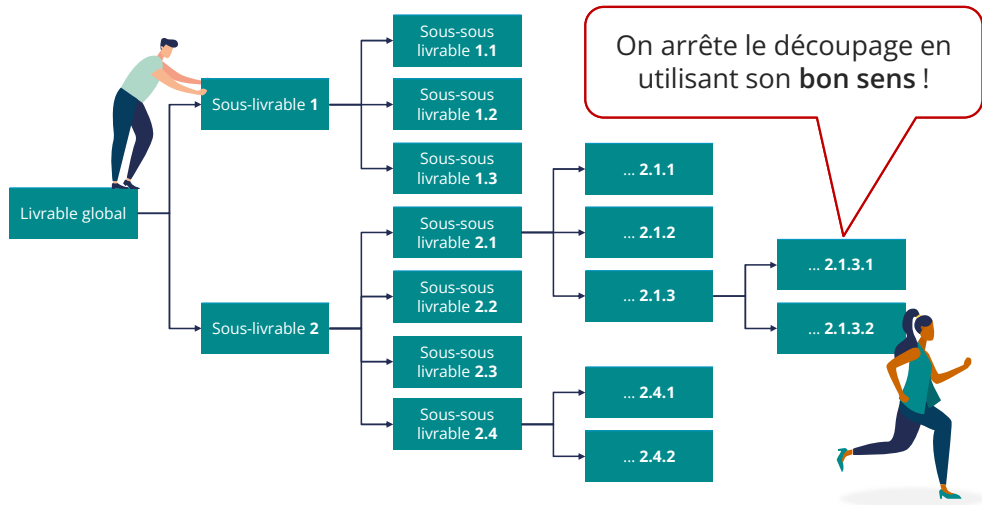 Sous-sous
livrable 1.1
On arrête le découpage en
utilisant son bon sens !
Sous-livrable 1
Sous-sous
livrable 1.2
Sous-sous
livrable 1.3
... 2.1.1
Livrable global
Sous-sous
livrable 2.1
... 2.1.2
... 2.1.3
... 2.1.3.1
Sous-livrable 2
Sous-sous
livrable 2.2
... 2.1.3.2
Sous-sous
livrable 2.3
Sous-sous
livrable 2.4
... 2.4.1
... 2.4.2